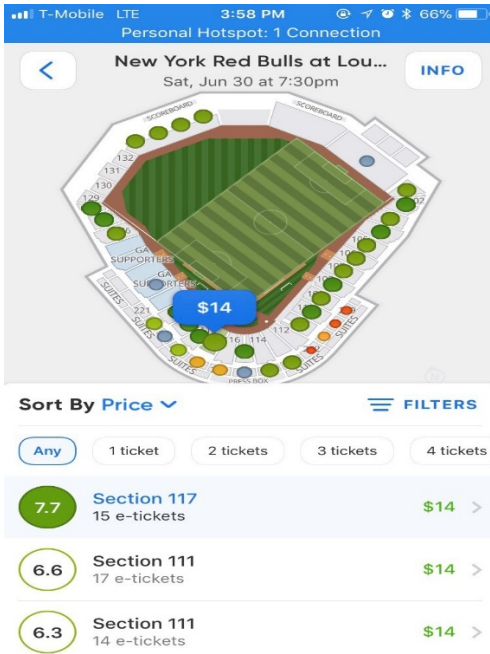 T-Mobile LTE 3:58 PM 66%
Personal Hotspot: 1 Connection
New York Red Bulls at Lou...
Sat, Jun 30 at 7:30pm
INFO
SCOREBOARD
SCOREBOARD
132
131
130
129
GA
SUPPORTERS
GA
SUITES
221
$14
116 114
112
SUITES
SUITES
SUITES
PRESS BOX
Sort By Price
FILTERS
Any 1 ticket 2 tickets 3 tickets 4 tickets
7.7 Section 117 $14
15 e-tickets
6.6 Section 111 $14
17 e-tickets
6.3 Section 111 $14
14 e-tickets